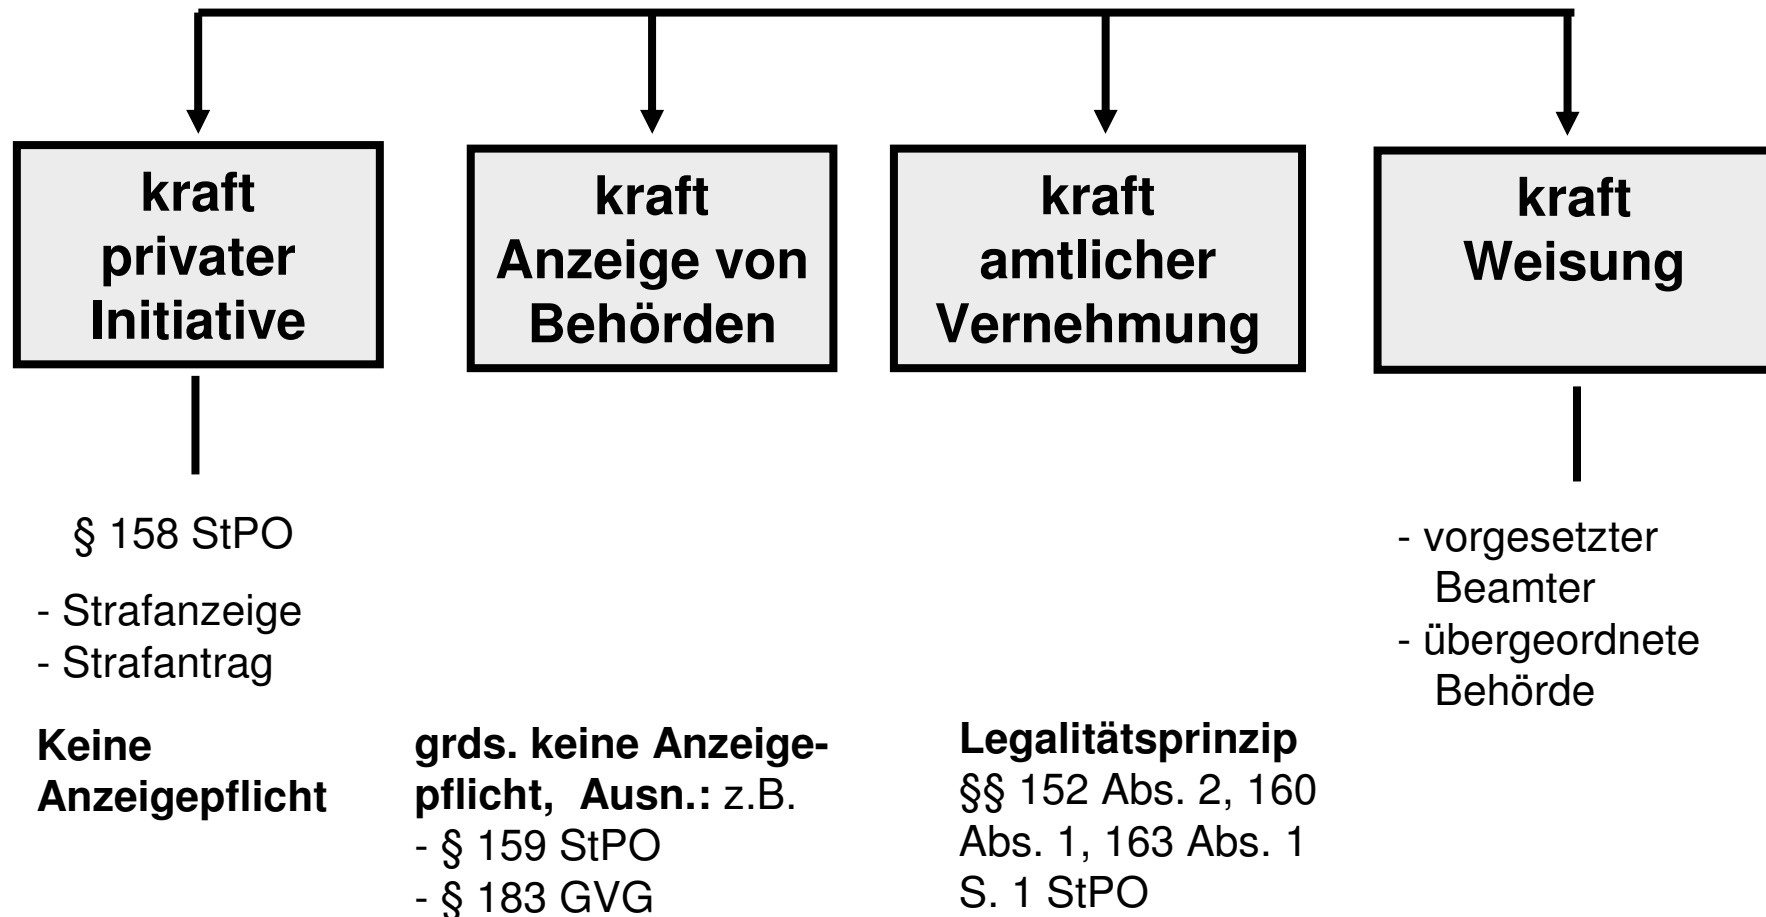 kraft
privater
Initiative
kraft
Anzeige von
Behörden
kraft
amtlicher
Vernehmung
kraft
Weisung
§ 158 StPO
- Strafanzeige
- Strafantrag
Keine
Anzeigepflicht
grds. keine Anzeige-
pflicht, Ausn.: z.B.
- § 159 StPO
- § 183 GVG
Legalitätsprinzip
§§ 152 Abs. 2, 160
Abs. 1, 163 Abs. 1
S. 1 StPO
- vorgesetzter
Beamter
- übergeordnete
Behörde